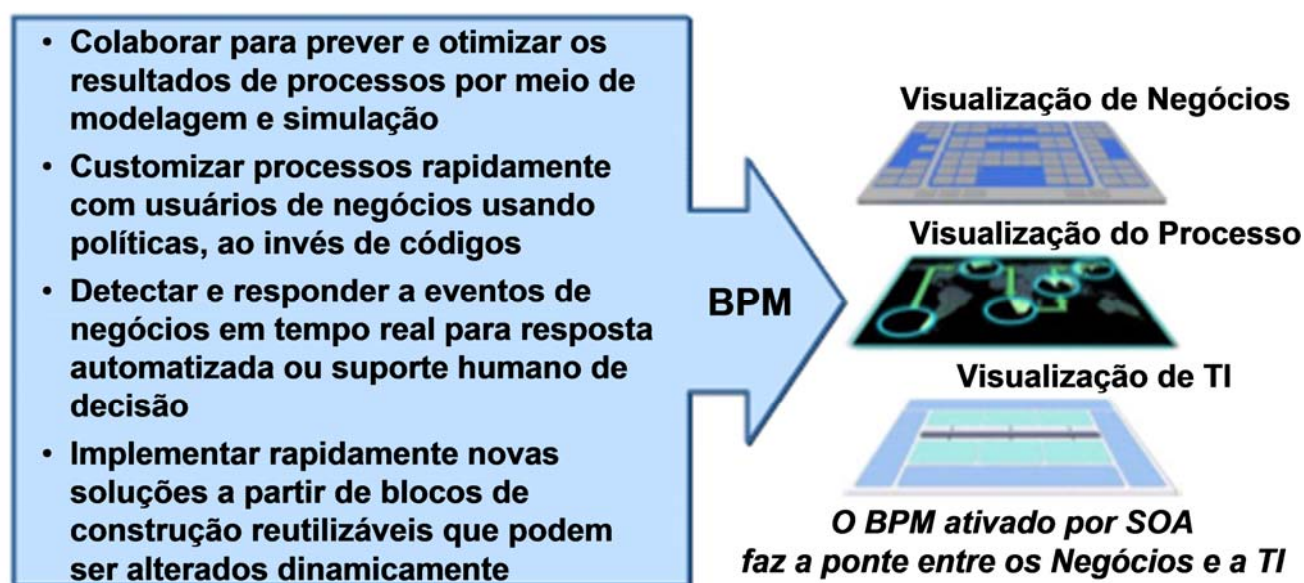 • Colaborar para prever e otimizar os
resultados de processos por meio de
modelagem e simulação
• Customizar processos rapidamente
com usuários de negócios usando
políticas, ao invés de códigos
• Detectar e responder a eventos de
negócios em tempo real para resposta
automatizada ou suporte humano de
decisão
• Implementar rapidamente novas
soluções a partir de blocos de
construção reutilizáveis que podem
ser alterados dinamicamente
BPM
Visualização de Negócios
Visualização do Processo
Visualização de TI
O BPM ativado por SOA
faz a ponte entre os Negócios e a TI